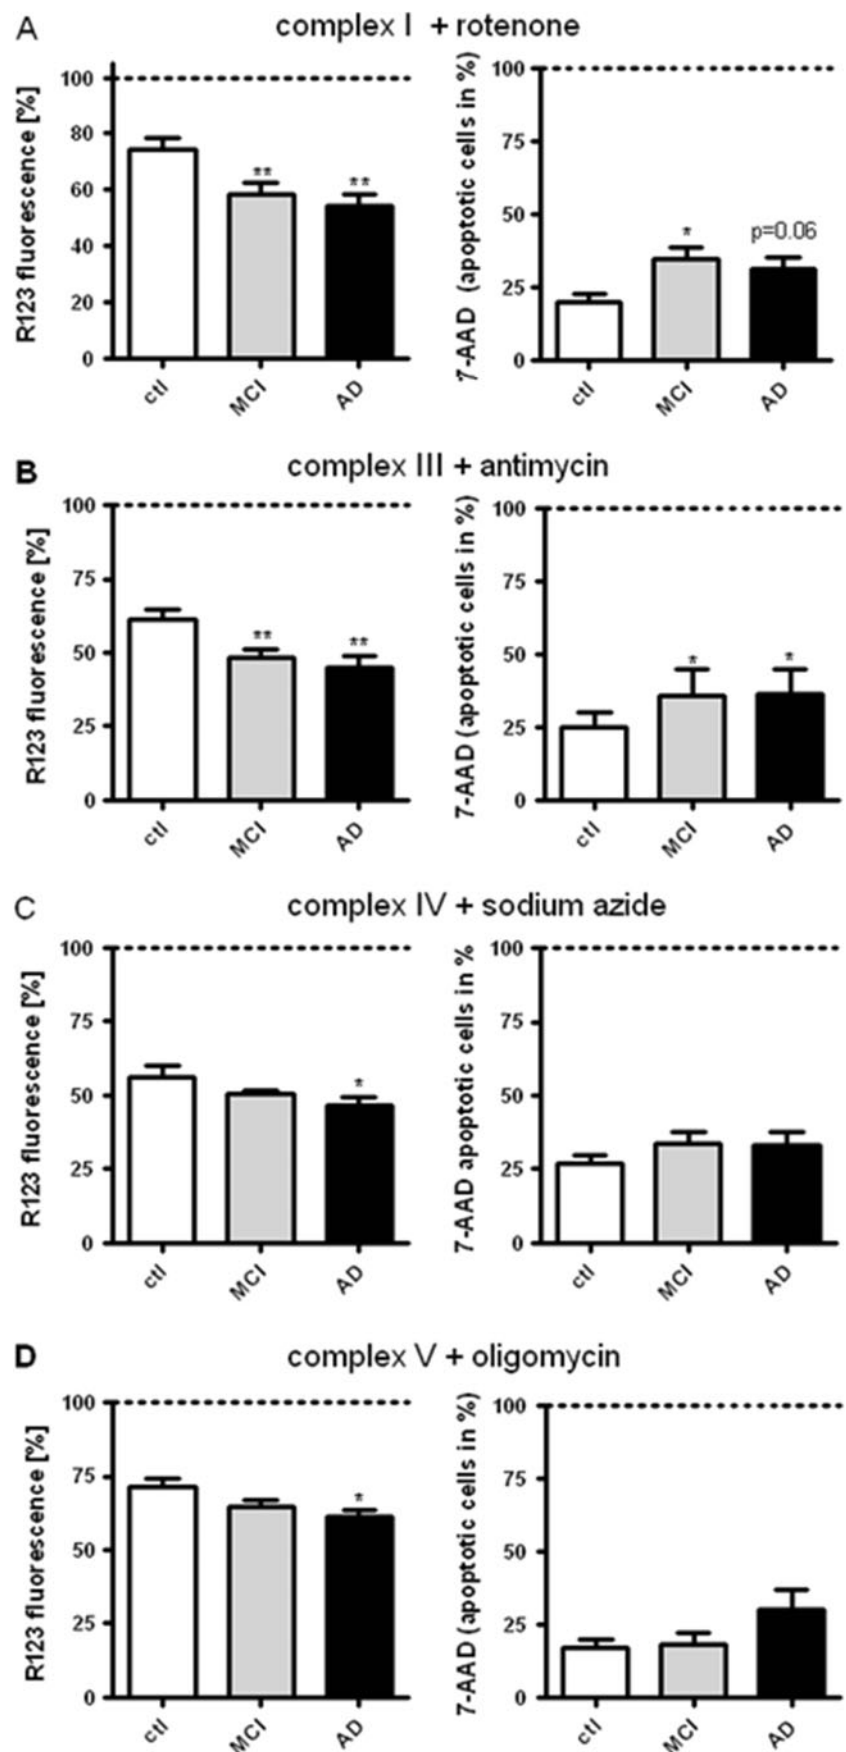 A
complex I + rotenone
R123 fluorescence [%]
100
80
60
40
20
0
**
**
ctl
MCI
AD
7-AAD (apoptotic cells in %)
100
75
50
25
0
*
p=0.06
ctl
MCI
AD
B
complex III + antimycin
R123 fluorescence [%]
100
75
50
25
0
**
**
ctl
MCI
AD
7-AAD (apoptotic cells in %)
100
75
50
25
0
*
*
ctl
MCI
AD
C
complex IV + sodium azide
R123 fluorescence [%]
100
75
50
25
0
*
ctl
MCI
AD
7-AAD apoptotic cells in %
100
75
50
25
0
ctl
MCI
AD
D
complex V + oligomycin
R123 fluorescence [%]
100
75
50
25
0
*
ctl
MCI
AD
7-AAD (apoptotic cells in %)
100
75
50
25
0
ctl
MCI
AD